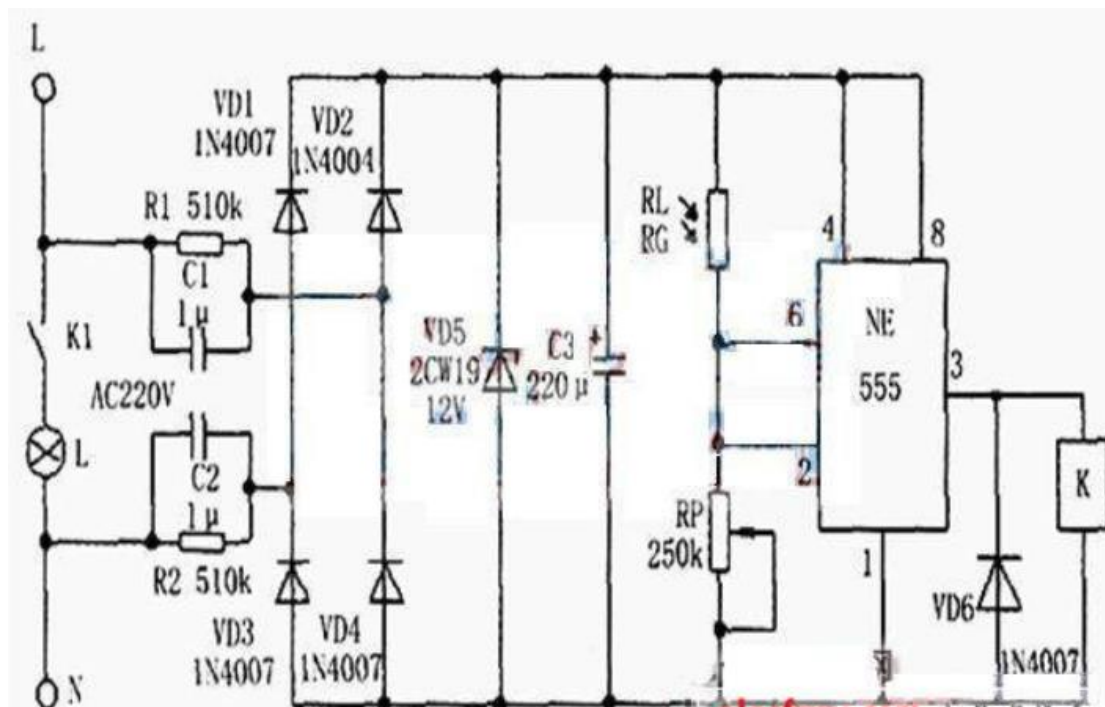 L
VD1
1N4007
VD2
1N4004
R1 510k
C1
1μ
K1
AC220V
L
C2
1μ
R2 510k
VD3
1N4007
VD4
1N4007
N
VD5
2CW19
12V
C3
220μ
+
RL
RG
RP
250k
4
8
6
NE
555
3
2
1
K
VD6
1N4007